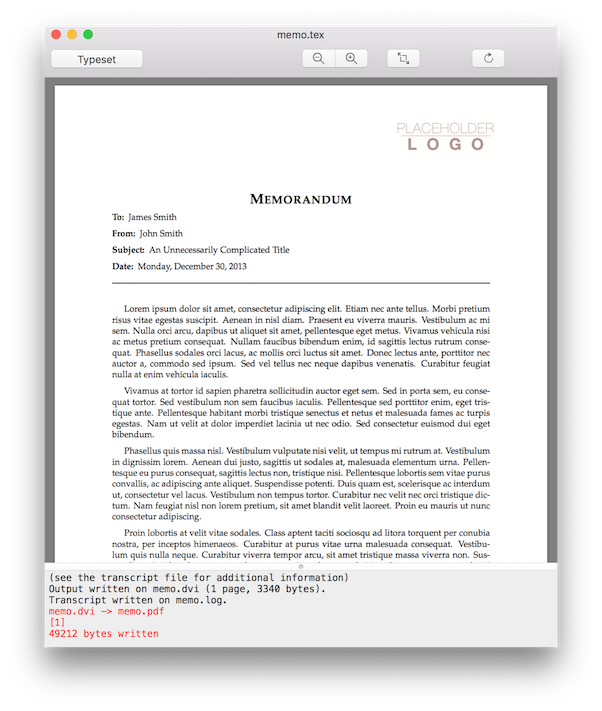 memo.tex
Typeset
PLACEHOLDER
LOGO
MEMORANDUM
To: James Smith
From: John Smith
Subject: An Unnecessarily Complicated Title
Date: Monday, December 30, 2013
Lorem ipsum dolor sit amet, consectetur adipiscing elit. Etiam nec ante tellus. Morbi pretium
risus vitae egestas suscipit. Aenean in nisl diam. Praesent eu viverra mauris. Vestibulum ac mi
sem. Nulla orci arcu, dapibus ut aliquet sit amet, pellentesque eget metus. Vivamus vehicula nisi
ac metus pretium consequat. Nullam faucibus bibendum enim, id sagittis lectus rutrum conse-
quat. Phasellus sodales orci lacus, ac mollis orci luctus sit amet. Donec lectus ante, porttitor nec
auctor a, commodo sed ipsum. Sed vel tellus nec neque dapibus venenatis. Curabitur feugiat
nulla at enim vehicula iaculis.
Vivamus at tortor id sapien pharetra sollicitudin auctor eget sem. Sed in porta sem, eu conse-
quat tortor. Sed vestibulum non sem faucibus iaculis. Pellentesque sed porttitor enim, eget tris-
tique ante. Pellentesque habitant morbi tristique senectus et netus et malesuada fames ac turpis
egestas. Nam ut velit at dolor imperdiet lacinia ut nec odio. Sed consectetur euismod dui eget
bibendum.
Phasellus quis massa nisl. Vestibulum vulputate nisi velit, ut tempus mi rutrum at. Vestibulum
in dignissim lorem. Aenean dui justo, sagittis ut sodales at, malesuada elementum urna. Pellen-
tesque eu purus consequat, sagittis lectus non, tristique nisi. Pellentesque lobortis sem vitae purus
convallis, ac adipiscing ante aliquet. Suspendisse potenti. Duis quam est, scelerisque ac interdum
ut, consectetur vel lacus. Vestibulum non tempus tortor. Curabitur nec velit nec orci tristique dic-
tum. Nam feugiat nisl non lorem pretium, sit amet blandit velit laoreet. Proin eu mauris ut nunc
consectetur adipiscing.
Proin lobortis at velit vitae sodales. Class aptent taciti sociosqu ad litora torquent per conubia
nostra, per inceptos himenaeos. Curabitur at purus vitae urna malesuada consequat. Vestibu-
lum quis nulla neque. Curabitur viverra tempor arcu, sit amet tristique massa viverra non. Sus-
(see the transcript file for additional information)
Output written on memo.dvi (1 page, 3340 bytes).
Transcript written on memo.log.
memo.dvi -> memo.pdf
[1]
49212 bytes written